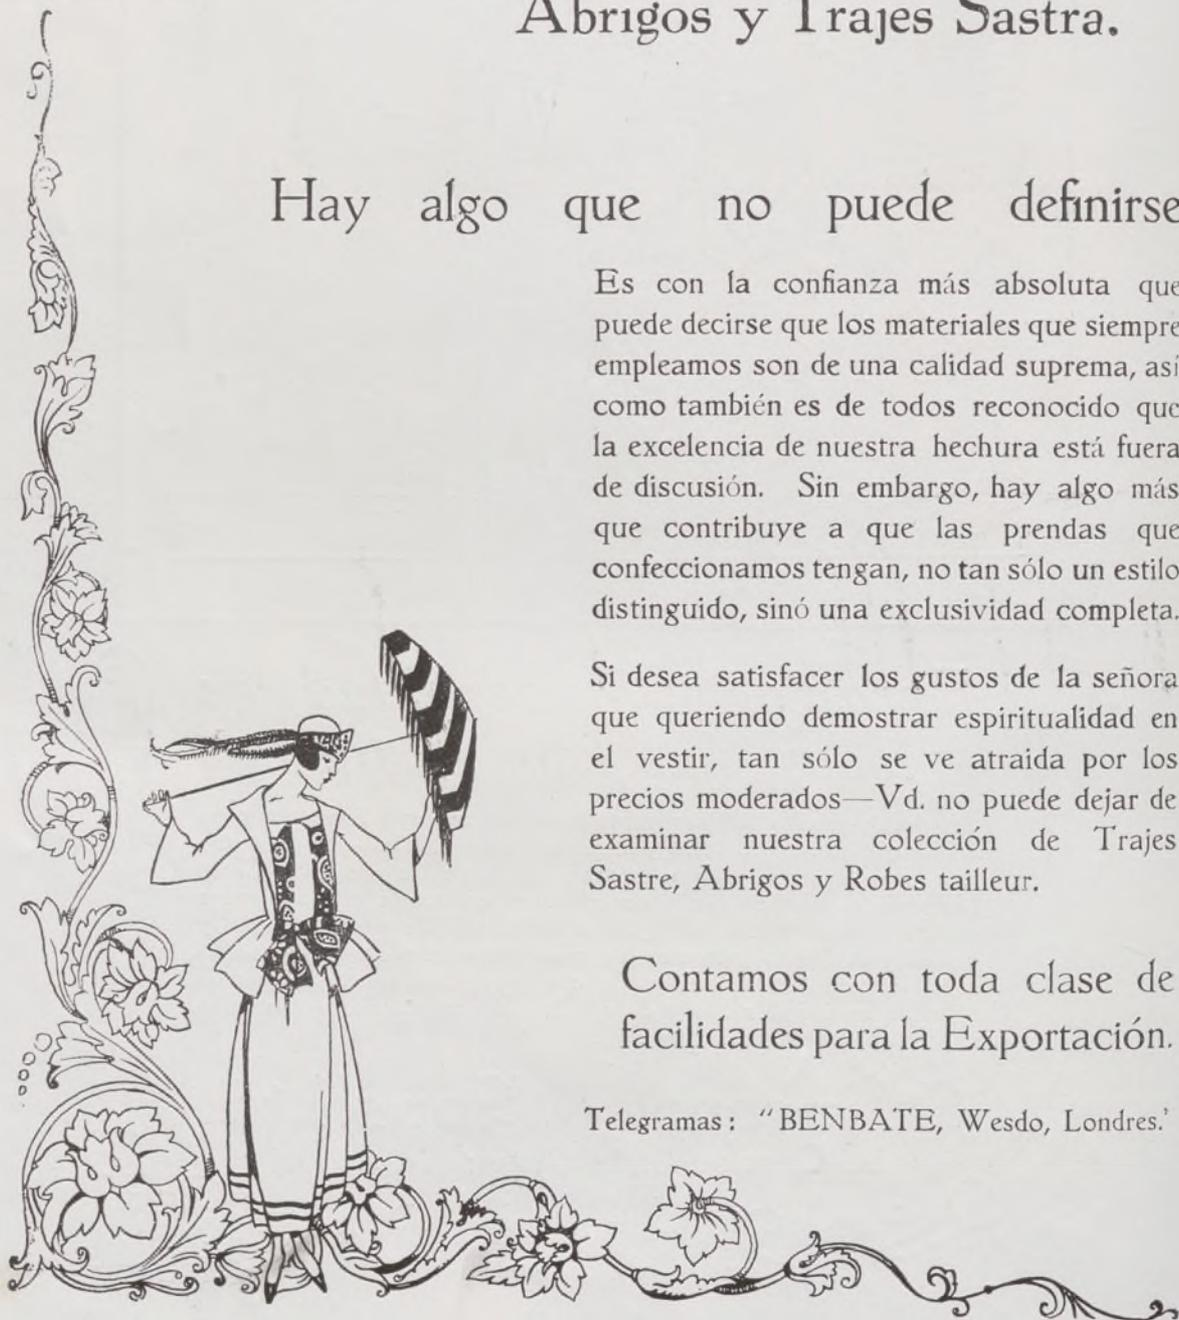 Abrigos y Trajes Sastra.
Hay algo que no puede definirse
Es con la confianza más absoluta que
puede decirse que los materiales que siempre
empleamos son de una calidad suprema, así
como también es de todos reconocido que
la excelencia de nuestra hechura está fuera
de discusión. Sin embargo, hay algo más
que contribuye a que las prendas que
confeccionamos tengan, no tan sólo un estilo
distinguido, sinó una exclusividad completa.
Si desea satisfacer los gustos de la señora
que queriendo demostrar espiritualidad en
el vestir, tan sólo se ve atraida por los
precios moderados—Vd. no puede dejar de
examinar nuestra colección de Trajes
Sastre, Abrigos y Robes tailleur.
Contamos con toda clase de
facilidades para la Exportación.
Telegramas: "BENBATE, Wesdo, Londres.'